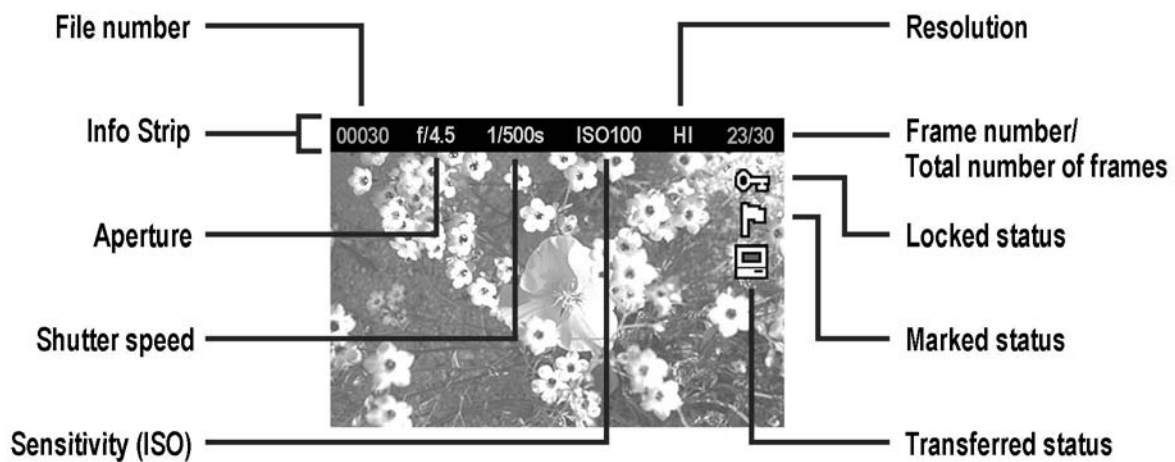 File number
Resolution
Info Strip
00030 f/4.5 1/500s ISO100 HI 23/30
Frame number/
Total number of frames
Aperture
Locked status
Shutter speed
Marked status
Sensitivity (ISO)
Transferred status